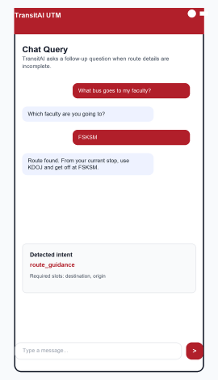 TransitAI UTM
Chat Query
TransitAI asks a follow-up question when route details are
incomplete.
What bus goes to my faculty?
Which faculty are you going to?
FSKSM.
Route found. From your current stop, use
KDOJ and get off at FSKSM.
Detected intent
route_guidance
Required slots: destination, origin
Type a message...
>